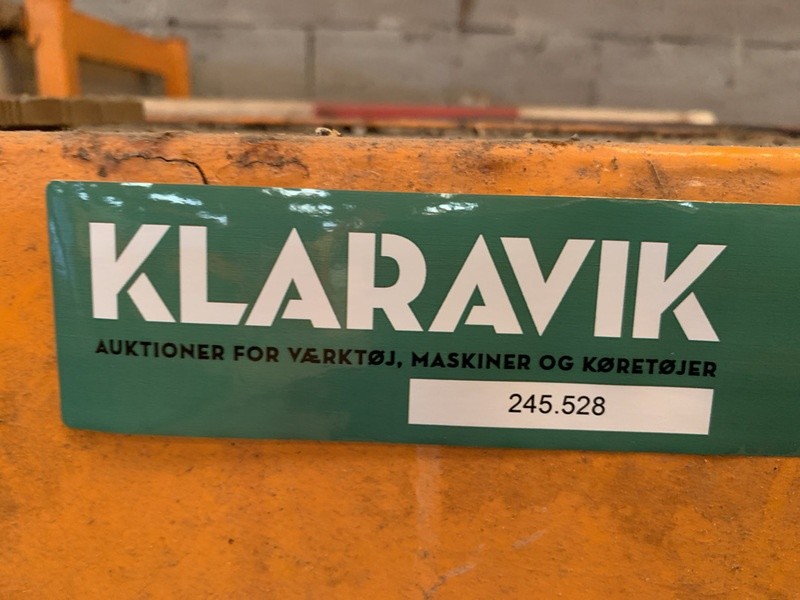 KLARAVIK
AUKTIONER FOR VÆRKTØJ, MASKINER OG KØRETØJER
245.528